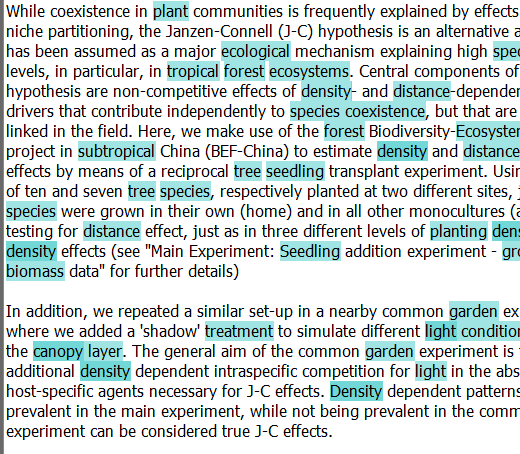 While coexistence in plant communities is frequently explained by effects
niche partitioning, the Janzen-Connell (J-C) hypothesis is an alternative a
has been assumed as a major ecological mechanism explaining high spe
levels, in particular, in tropical forest ecosystems. Central components of
hypothesis are non-competitive effects of density- and distance-depende
drivers that contribute independently to species coexistence, but that are
linked in the field. Here, we make use of the forest Biodiversity-Ecosyster
project in subtropical China (BEF-China) to estimate density and distance
effects by means of a reciprocal tree seedling transplant experiment. Usin
of ten and seven tree species, respectively planted at two different sites, j
species were grown in their own (home) and in all other monocultures (a
testing for distance effect, just as in three different levels of planting dens
density effects (see "Main Experiment: Seedling addition experiment - gro
biomass data" for further details)
In addition, we repeated a similar set-up in a nearby common garden ex
where we added a 'shadow' treatment to simulate different light condition
the canopy layer. The general aim of the common garden experiment is
additional density dependent intraspecific competition for light in the abs
host-specific agents necessary for J-C effects. Density dependent patterns
prevalent in the main experiment, while not being prevalent in the comm
experiment can be considered true J-C effects.